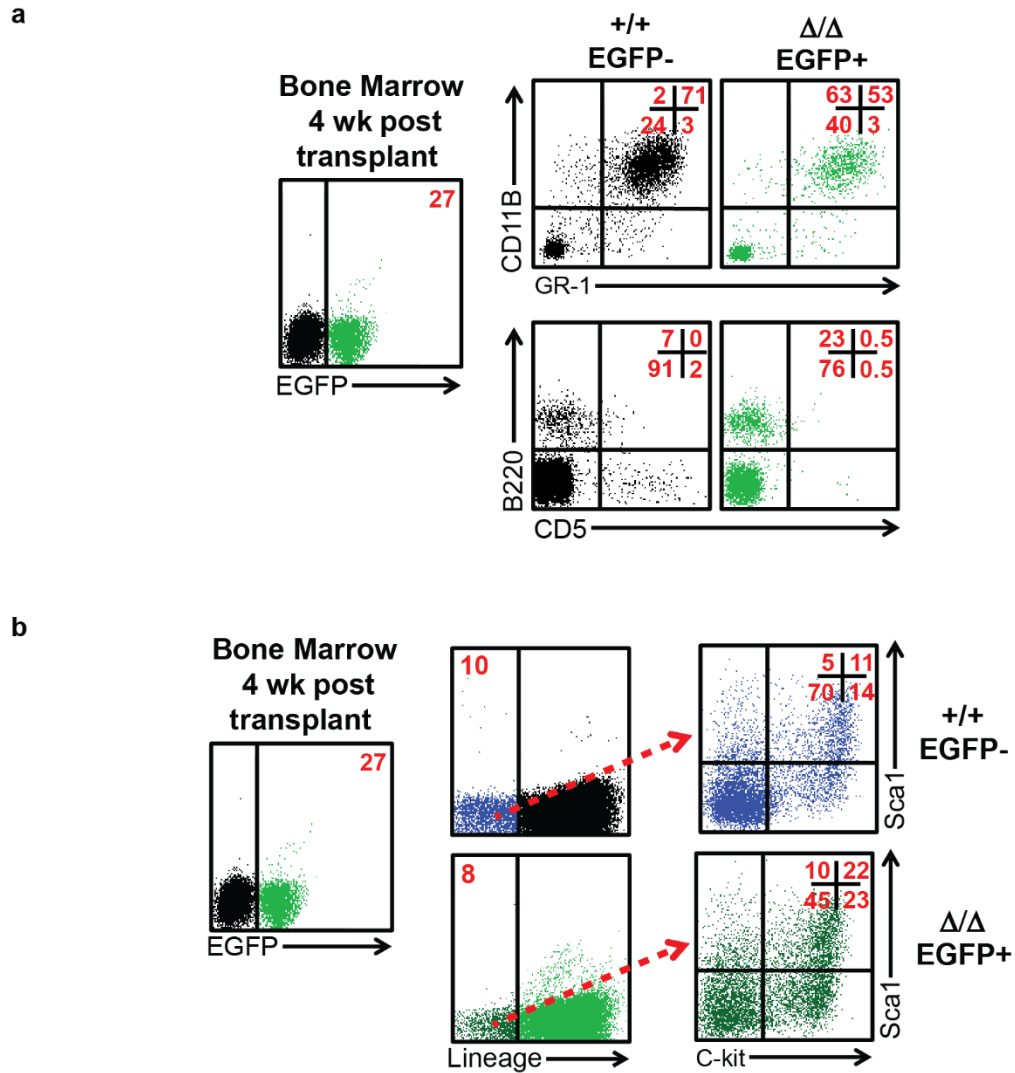 a
+/+
EGFP-
Δ/Δ
EGFP+
Bone Marrow
4 wk post
transplant
27
EGFP
2 71
24 3
63 53
40 3
CD11B
GR-1
7 0
91 2
23 0.5
76 0.5
B220
CD5
b
Bone Marrow
4 wk post
transplant
27
EGFP
10
5 11
70 14
Sca1
+/+
EGFP-
8
10 22
45 23
Sca1
Δ/Δ
EGFP+
Lineage
C-kit